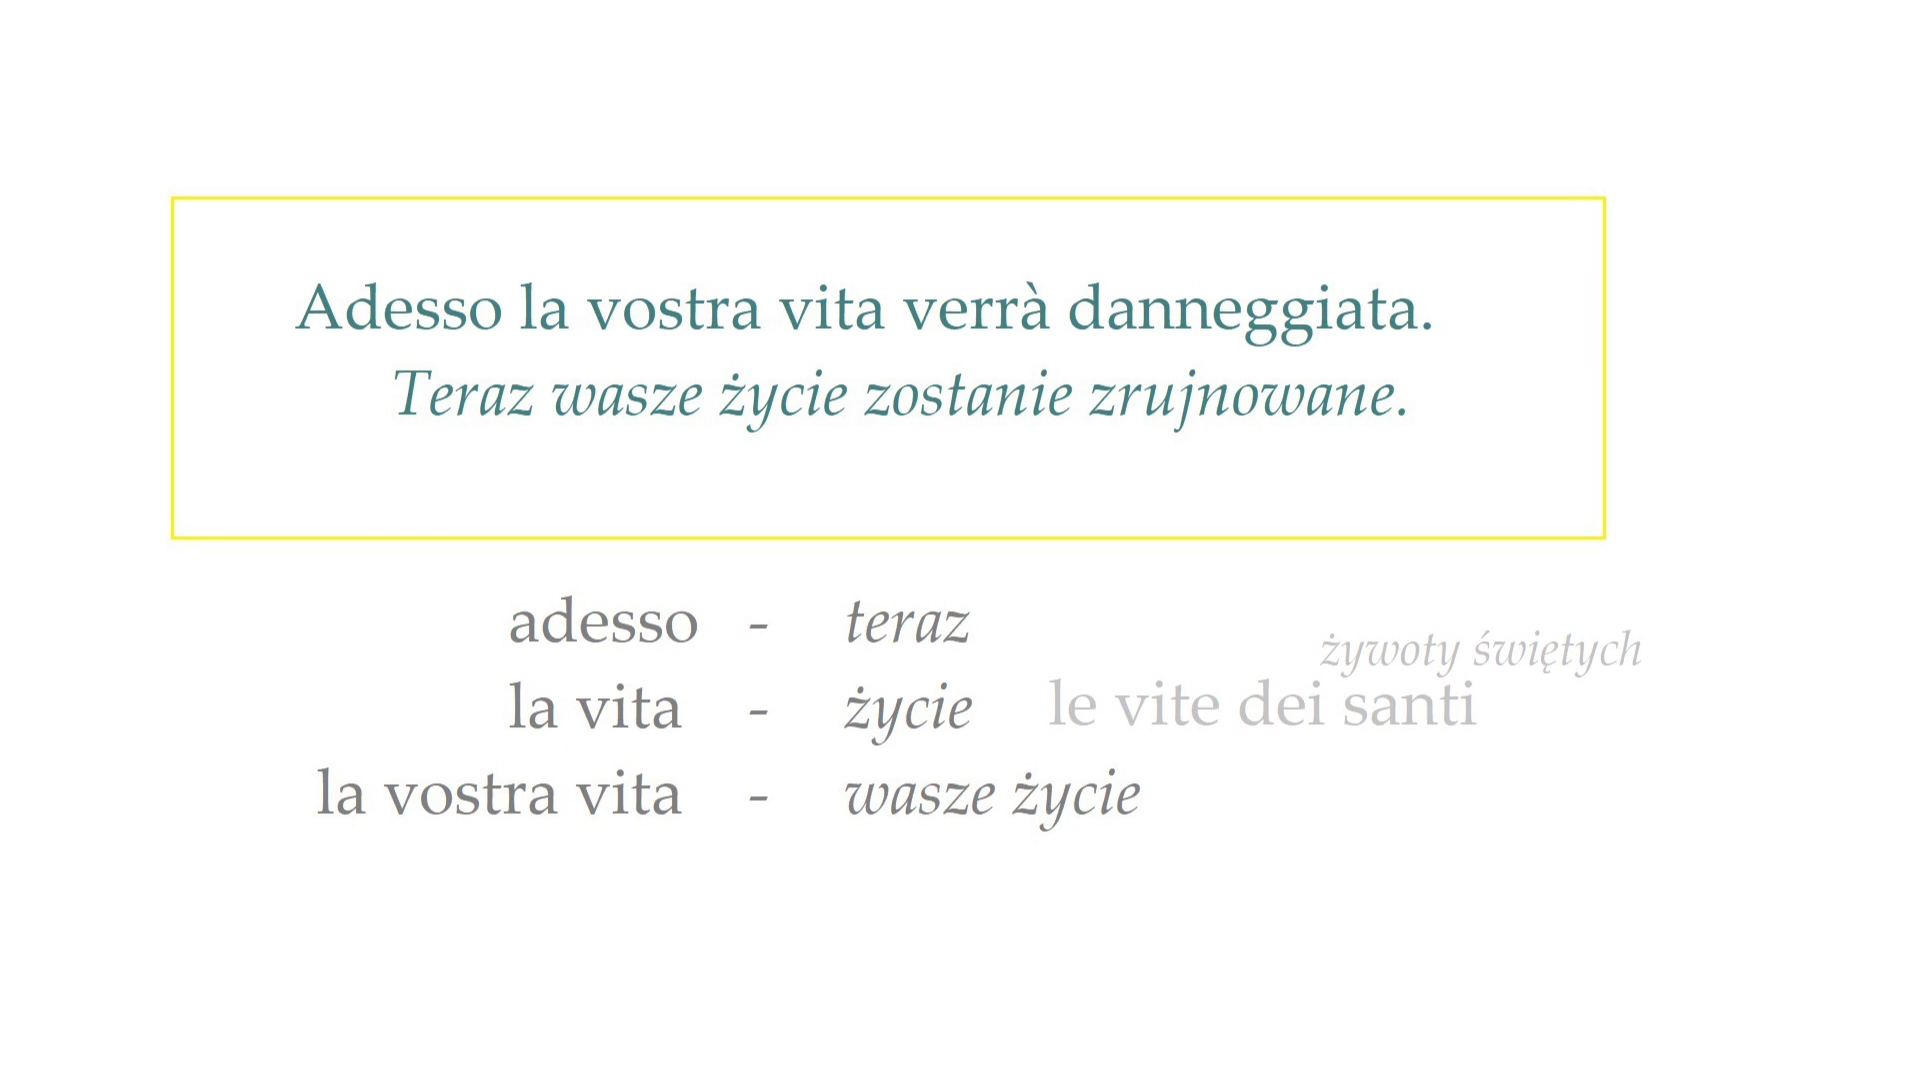 Adesso la vostra vita verrà danneggiata.
Teraz wasze życie zostanie zrujnowane.
adesso - teraz
żywoty świętych
la vita - życie le vite dei santi
la vostra vita - wasze życie